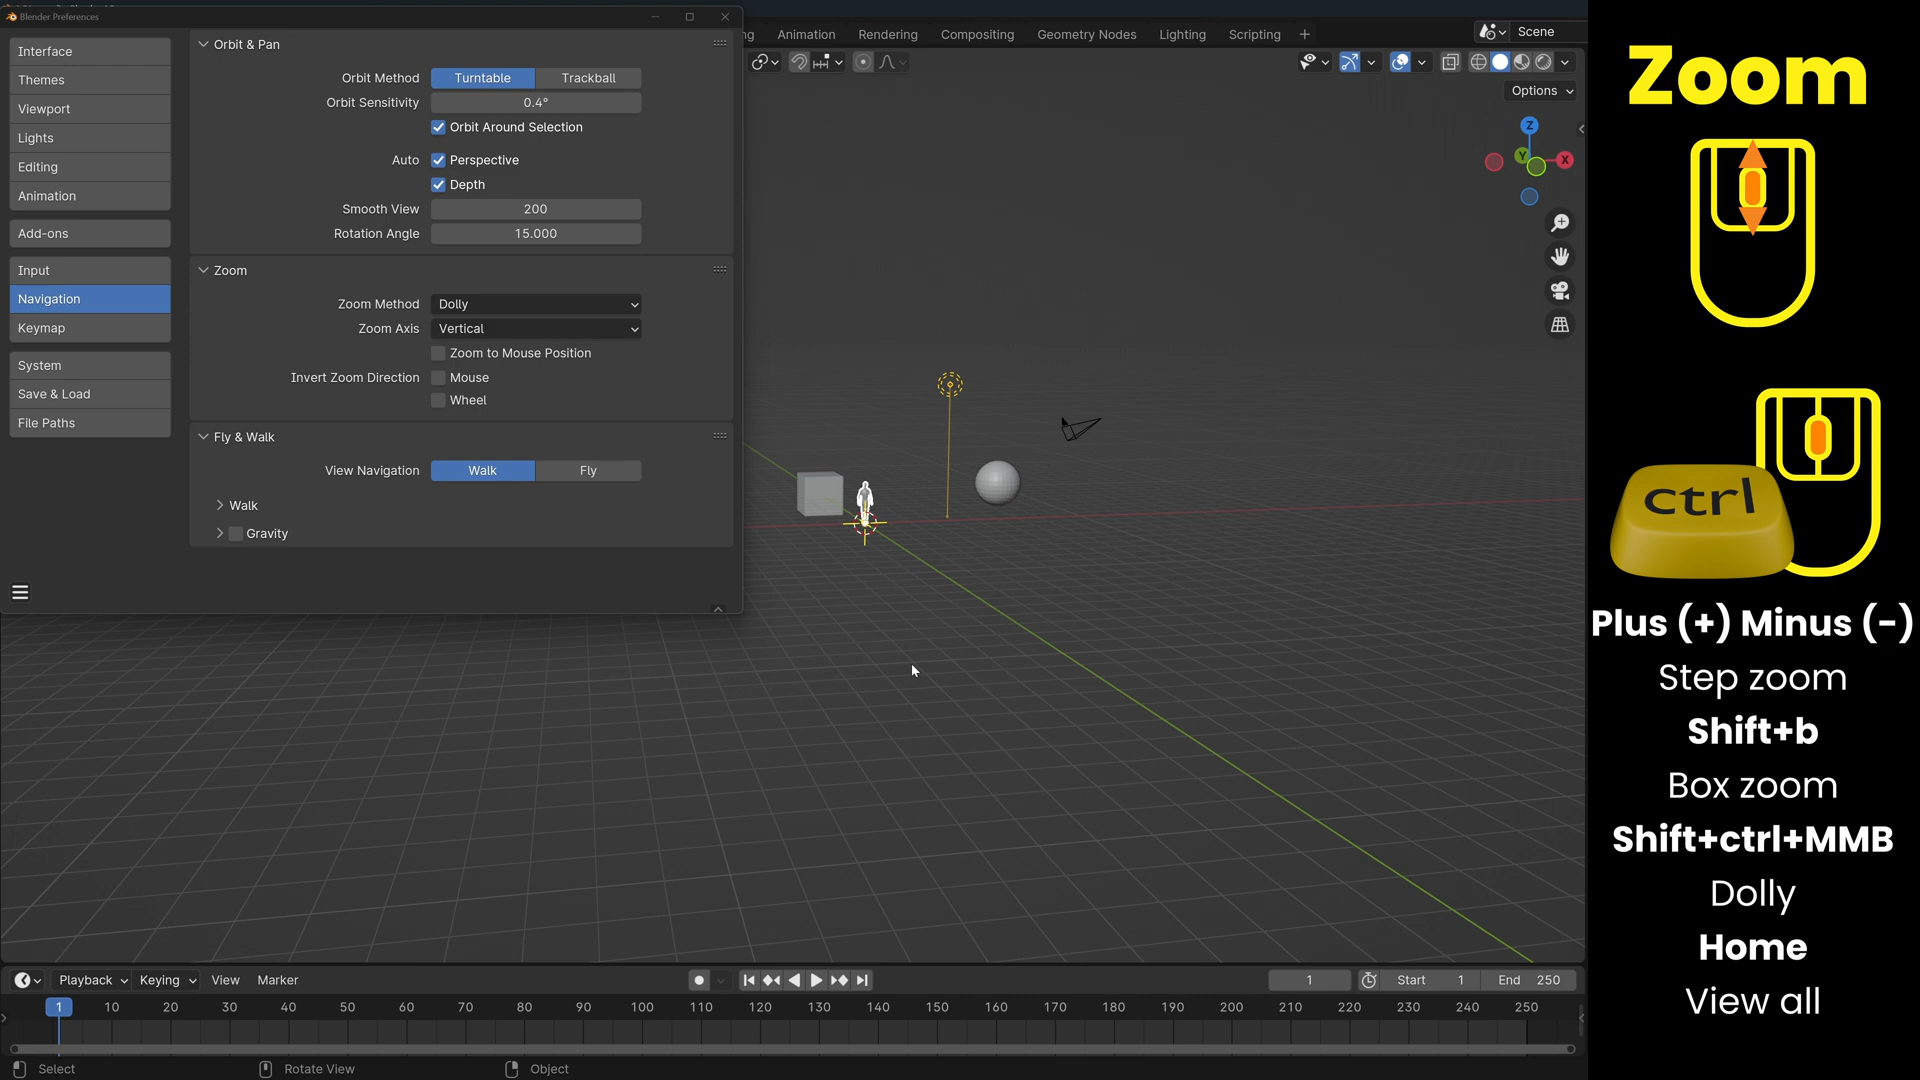 Blender Preferences
Interface
Themes
Viewport
Lights
Editing
Animation
Add-ons
Input
Navigation
Keymap
System
Save & Load
File Paths
Orbit & Pan
Orbit Method Turntable Trackball
Orbit Sensitivity 0.4°
Orbit Around Selection
Auto Perspective
Depth
Smooth View 200
Rotation Angle 15.000
Zoom
Zoom Method Dolly
Zoom Axis Vertical
Zoom to Mouse Position
Invert Zoom Direction Mouse
Wheel
Fly & Walk
View Navigation Walk Fly
Walk
Gravity
Animation Rendering Compositing Geometry Nodes Lighting Scripting + Scene
Options
Z
Y
X
Playback Keying View Marker 1 Start 1 End 250
1 10 20 30 40 50 60 70 80 90 100 110 120 130 140 150 160 170 180 190 200 210 220 230 240 250
Select Rotate View Object
Zoom
ctrl
Plus (+) Minus (-)
Step zoom
Shift+b
Box zoom
Shift+ctrl+MMB
Dolly
Home
View all